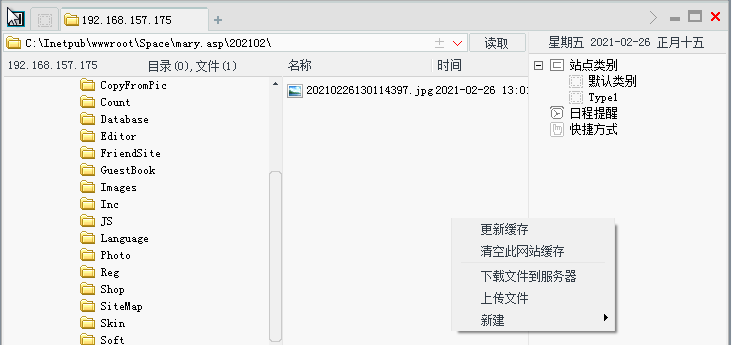 192.168.157.175
C:\Inetpub\wwwroot\Space\mary.asp\202102\
读取
星期五 2021-02-26 正月十五
192.168.157.175 目录(0),文件(1)
名称 时间
CopyFromPic
Count
Database
Editor
FriendSite
GuestBook
Images
Inc
JS
Language
Photo
Reg
Shop
SiteMap
Skin
Soft
20210226130114397.jpg 2021-02-26 13:01
站点类别
默认类别
Type1
日程提醒
快捷方式
更新缓存
清空此网站缓存
下载文件到服务器
上传文件
新建